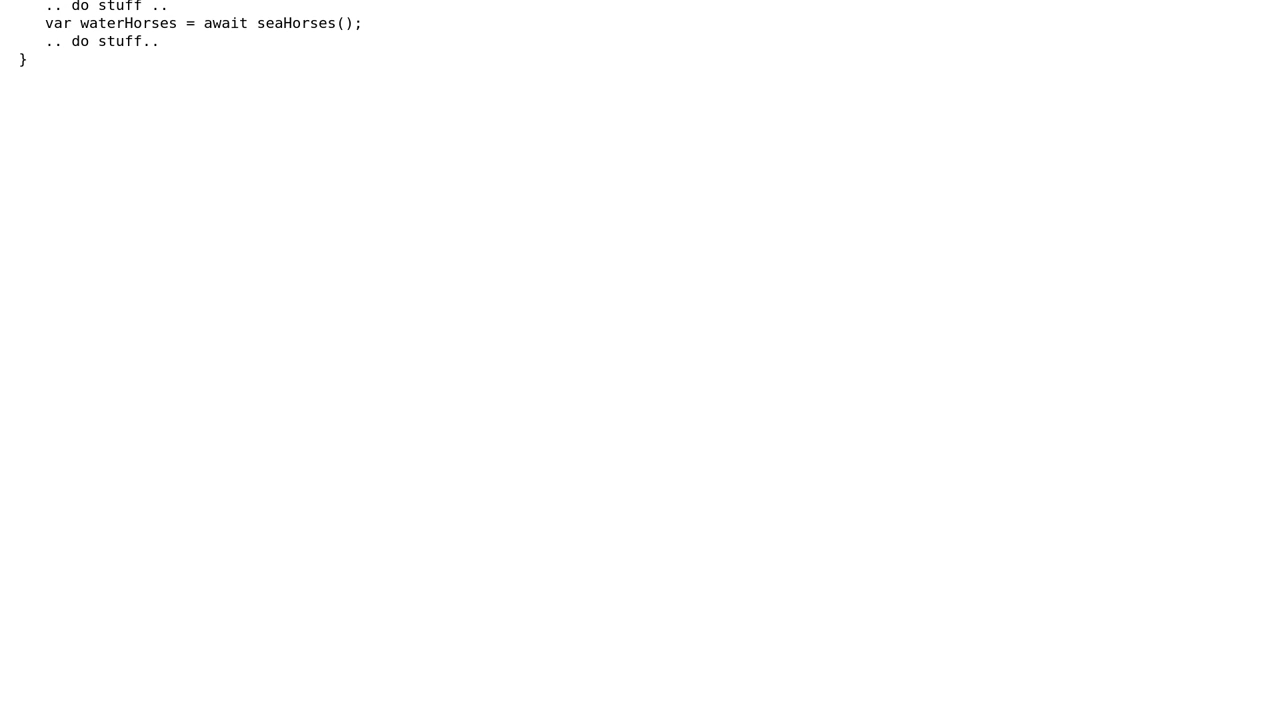 .. do stuff ..
var waterHorses = await seaHorses();
.. do stuff..
}